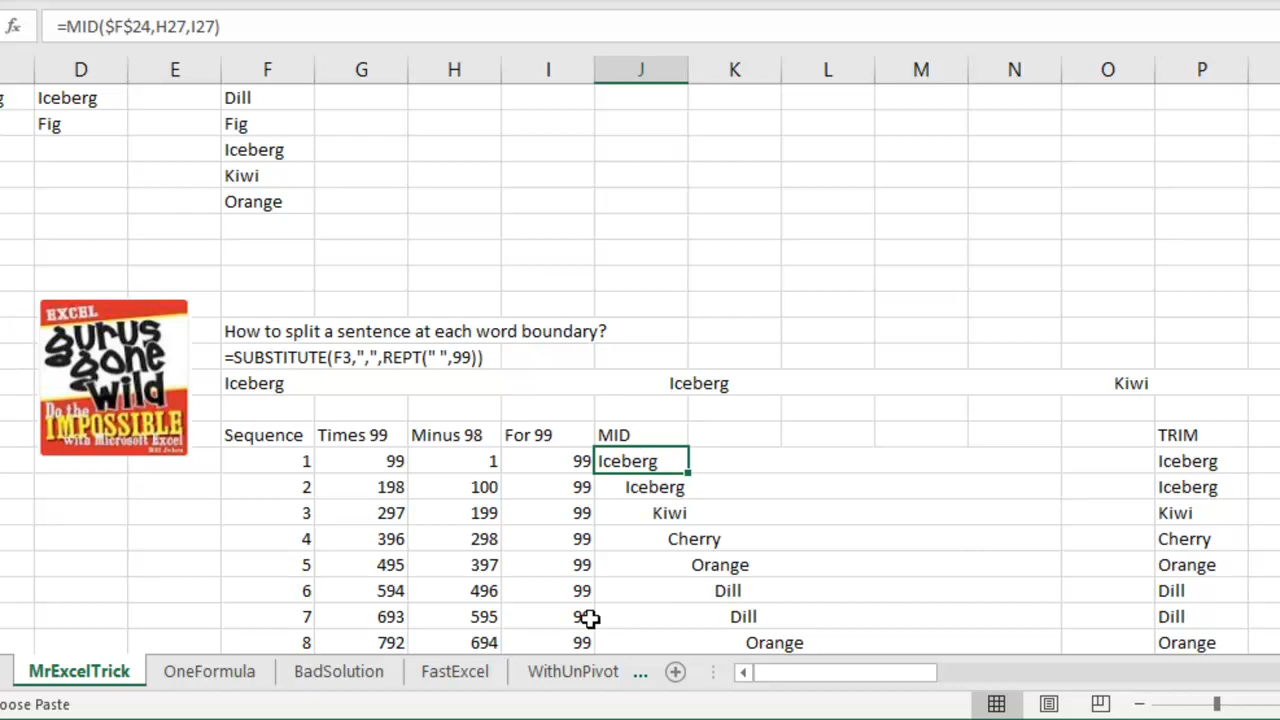 fx =MID($F$24,H27,I27)
D E F G H I J K L M N O P
g Iceberg Dill
Fig Fig
Iceberg
Kiwi
Orange
EXCEL
gurus
gone
wild
Do the
IMPOSSIBLE
with Microsoft Excel
How to split a sentence at each word boundary?
=SUBSTITUTE(F3,",",REPT(" ",99))
Iceberg Iceberg Kiwi
Sequence Times 99 Minus 98 For 99 MID TRIM
1 99 1 99 Iceberg Iceberg
2 198 100 99 Iceberg Iceberg
3 297 199 99 Kiwi Kiwi
4 396 298 99 Cherry Cherry
5 495 397 99 Orange Orange
6 594 496 99 Dill Dill
7 693 595 99 Dill Dill
8 792 694 99 Orange Orange
MrExcelTrick OneFormula BadSolution FastExcel WithUnPivot ...
oose Paste